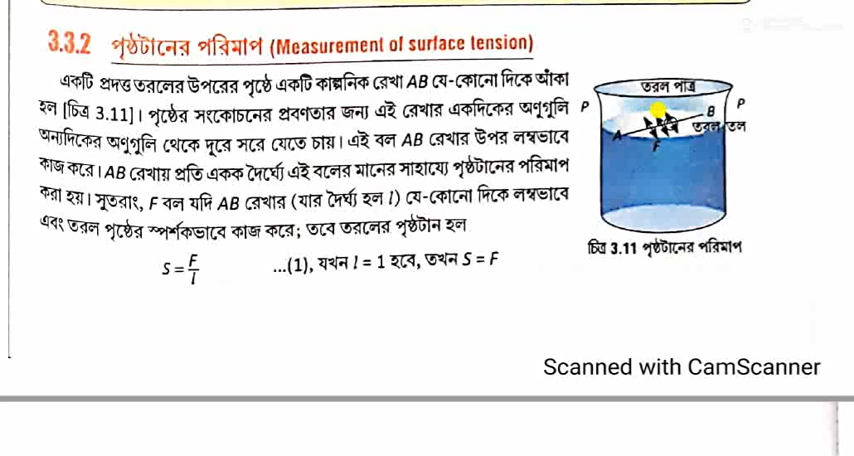 3.3.2 পৃষ্ঠটানের পরিমাপ (Measurement of surface tension)
একটি প্রদত্ত তরলের উপরের পৃষ্ঠে একটি কাল্পনিক রেখা AB যে-কোনো দিকে আঁকা
হল [চিত্র 3.11]। পৃষ্ঠের সংকোচনের প্রবণতার জন্য এই রেখার একদিকের অণুগুলি
অন্যদিকের অণুগুলি থেকে দূরে সরে যেতে চায়। এই বল AB রেখার উপর লম্বভাবে
কাজ করে। AB রেখায় প্রতি একক দৈর্ঘ্যে এই বলের মানের সাহায্যে পৃষ্ঠটানের পরিমাপ
করা হয়। সুতরাং, F বল যদি AB রেখার (যার দৈর্ঘ্য হল l) যে-কোনো দিকে লম্বভাবে
এবং তরল পৃষ্ঠের স্পর্শকভাবে কাজ করে; তবে তরলের পৃষ্ঠটান হল
S = F/l ...(1), যখন l = 1 হবে, তখন S = F
তরল পাত্র
P
B
P
A
তরল তল
F
চিত্র 3.11 পৃষ্ঠটানের পরিমাপ
Scanned with CamScanner